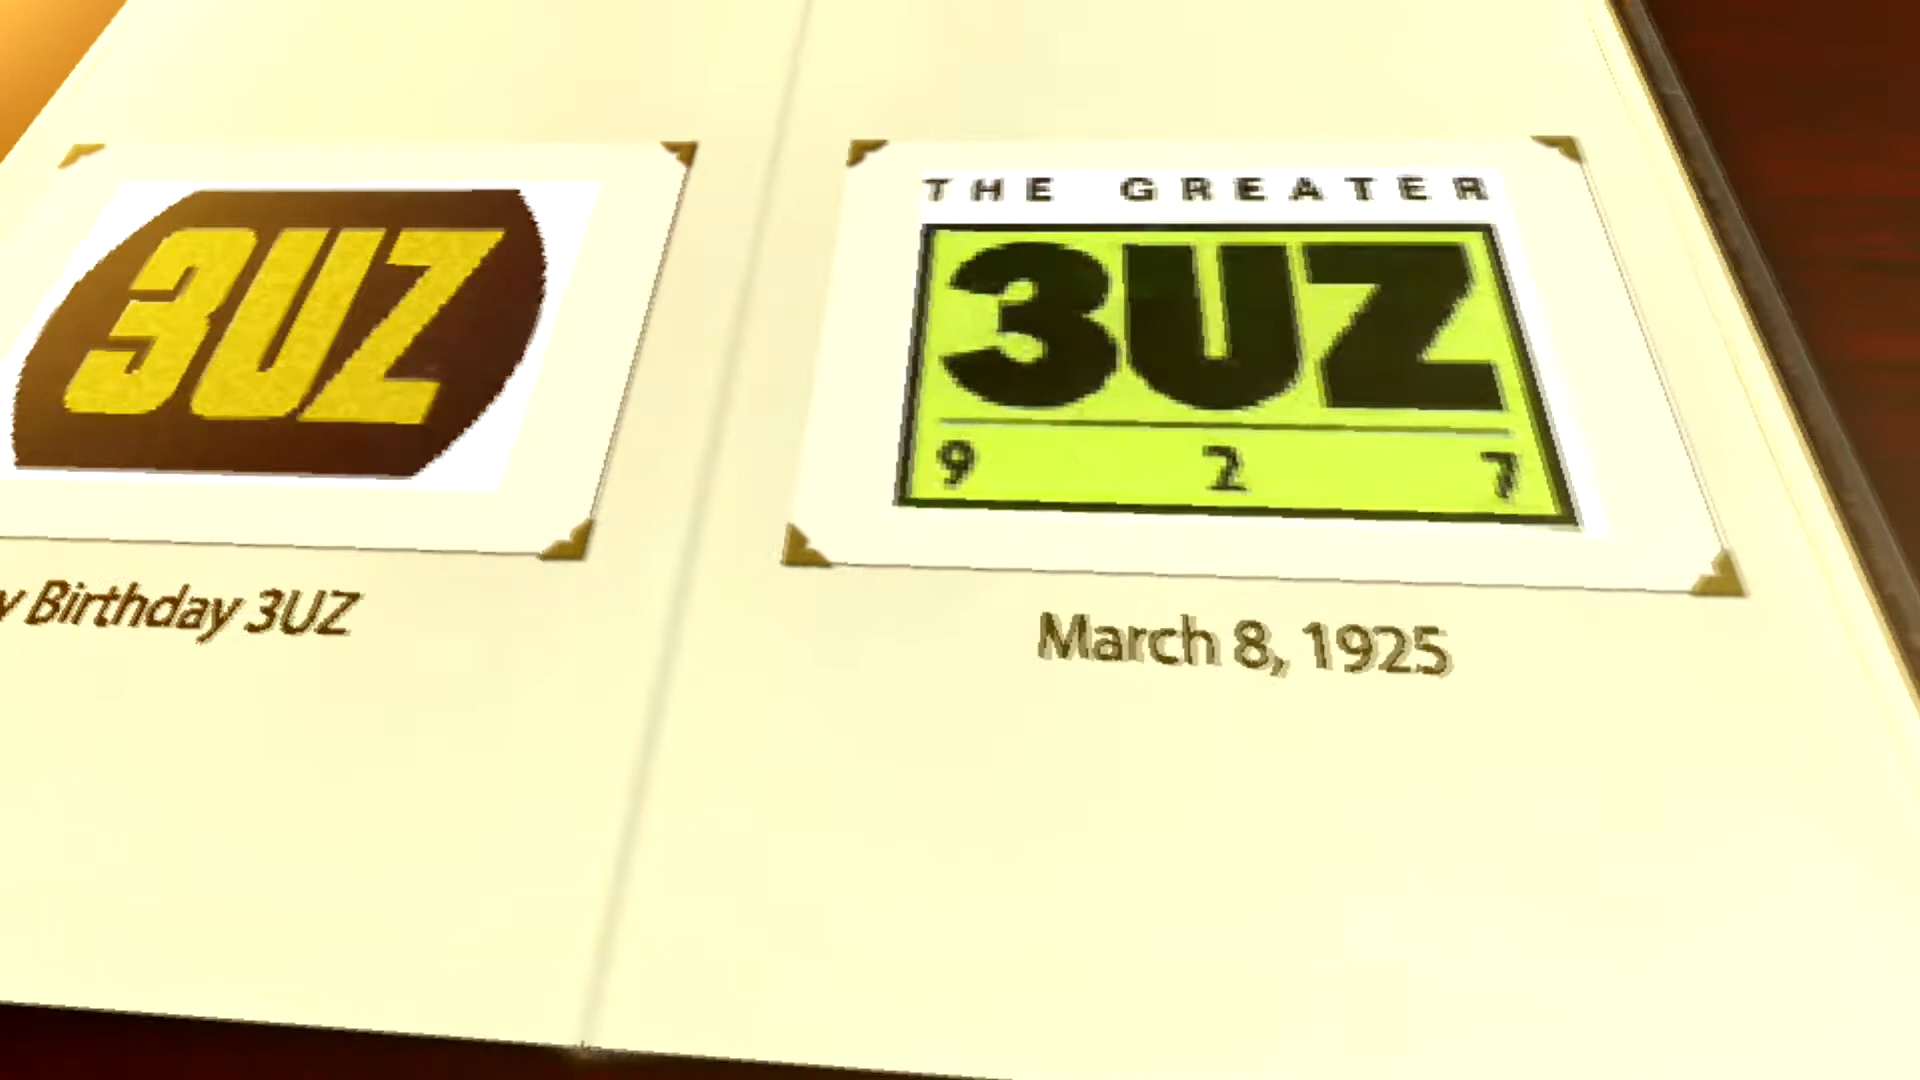 3UZ
y Birthday 3UZ
THE GREATER
3UZ
9 2 7
March 8, 1925